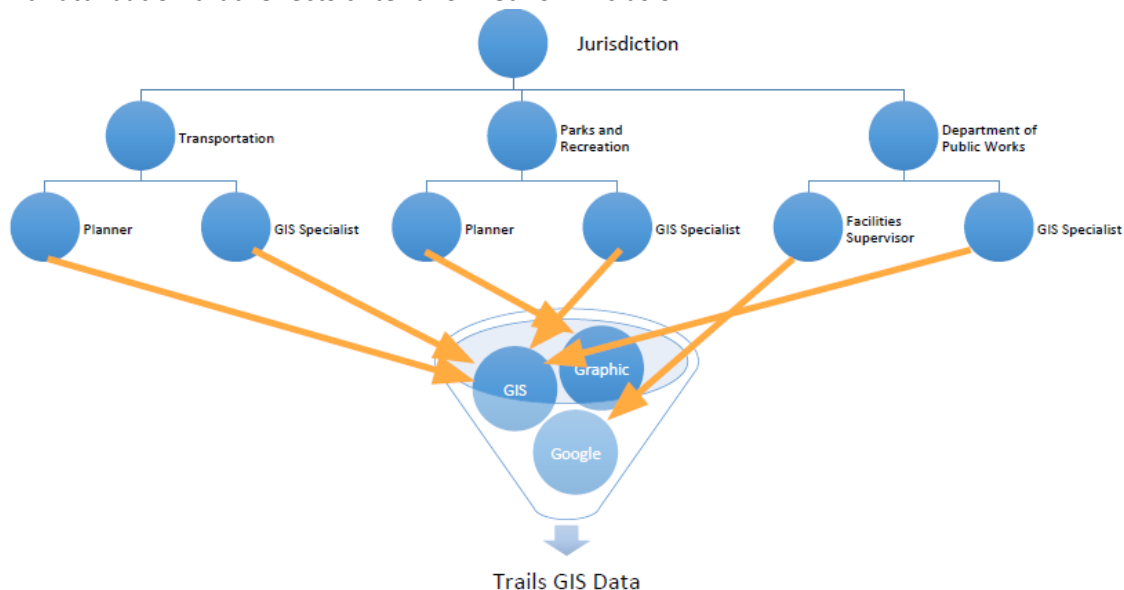 Jurisdiction
Transportation
Parks and
Recreation
Department of
Public Works
Planner
GIS Specialist
Planner
GIS Specialist
Facilities
Supervisor
GIS Specialist
Graphic
GIS
Google
Trails GIS Data